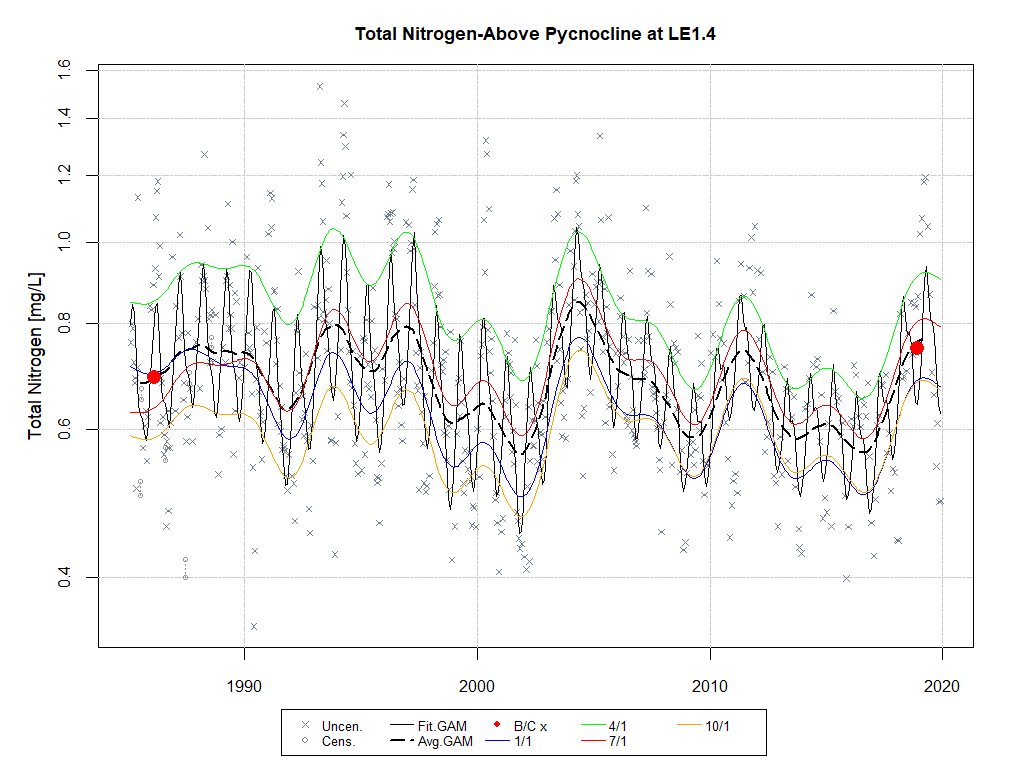 Total Nitrogen-Above Pycnocline at LE1.4
Total Nitrogen [mg/L]
1.6
1.4
1.2
1.0
0.8
0.6
0.4
1990 2000 2010 2020
Uncen. Fit.GAM B/C x 4/1 10/1
Cens. Avg.GAM 1/1 7/1